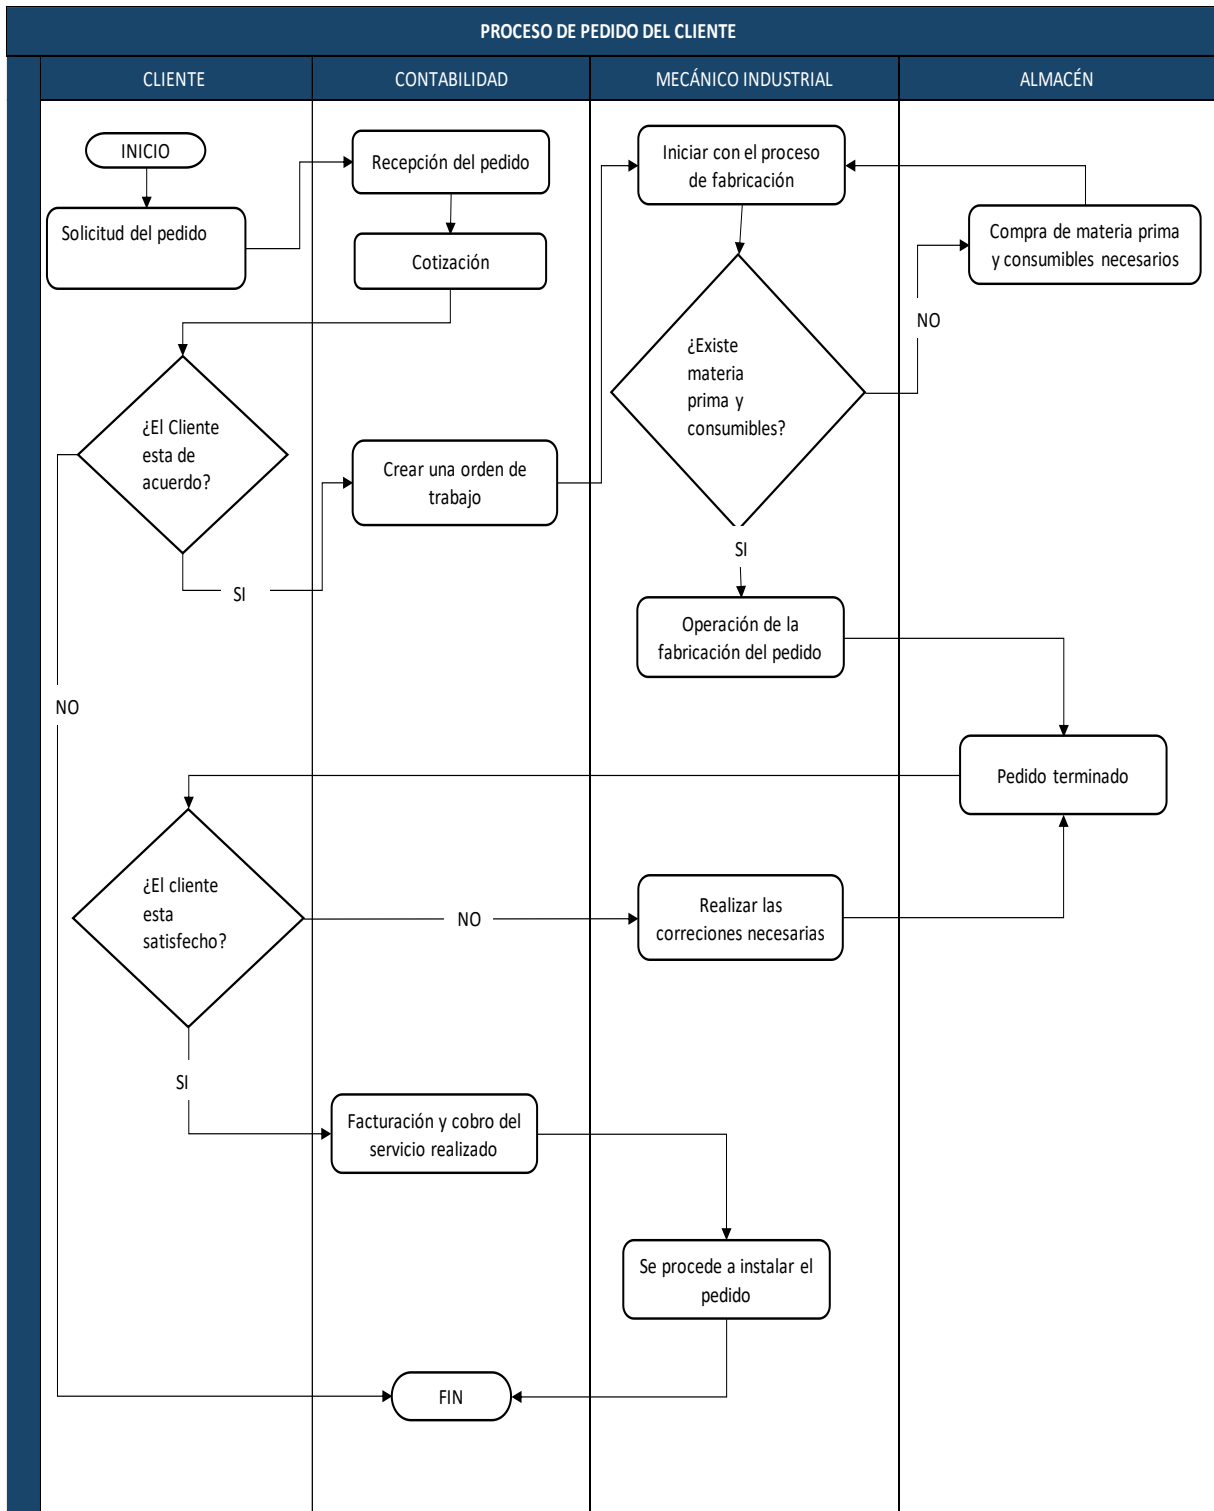 PROCESO DE PEDIDO DEL CLIENTE
CLIENTE
CONTABILIDAD
MECÁNICO INDUSTRIAL
ALMACÉN
INICIO
Solicitud del pedido
Recepción del pedido
Cotización
Iniciar con el proceso
de fabricación
Compra de materia prima
y consumibles necesarios
NO
¿Existe
materia
prima y
consumibles?
¿El Cliente
esta de
acuerdo?
Crear una orden de
trabajo
SI
SI
Operación de la
fabricación del pedido
NO
Pedido terminado
¿El cliente
esta
satisfecho?
NO
Realizar las
correciones necesarias
SI
Facturación y cobro del
servicio realizado
Se procede a instalar el
pedido
FIN